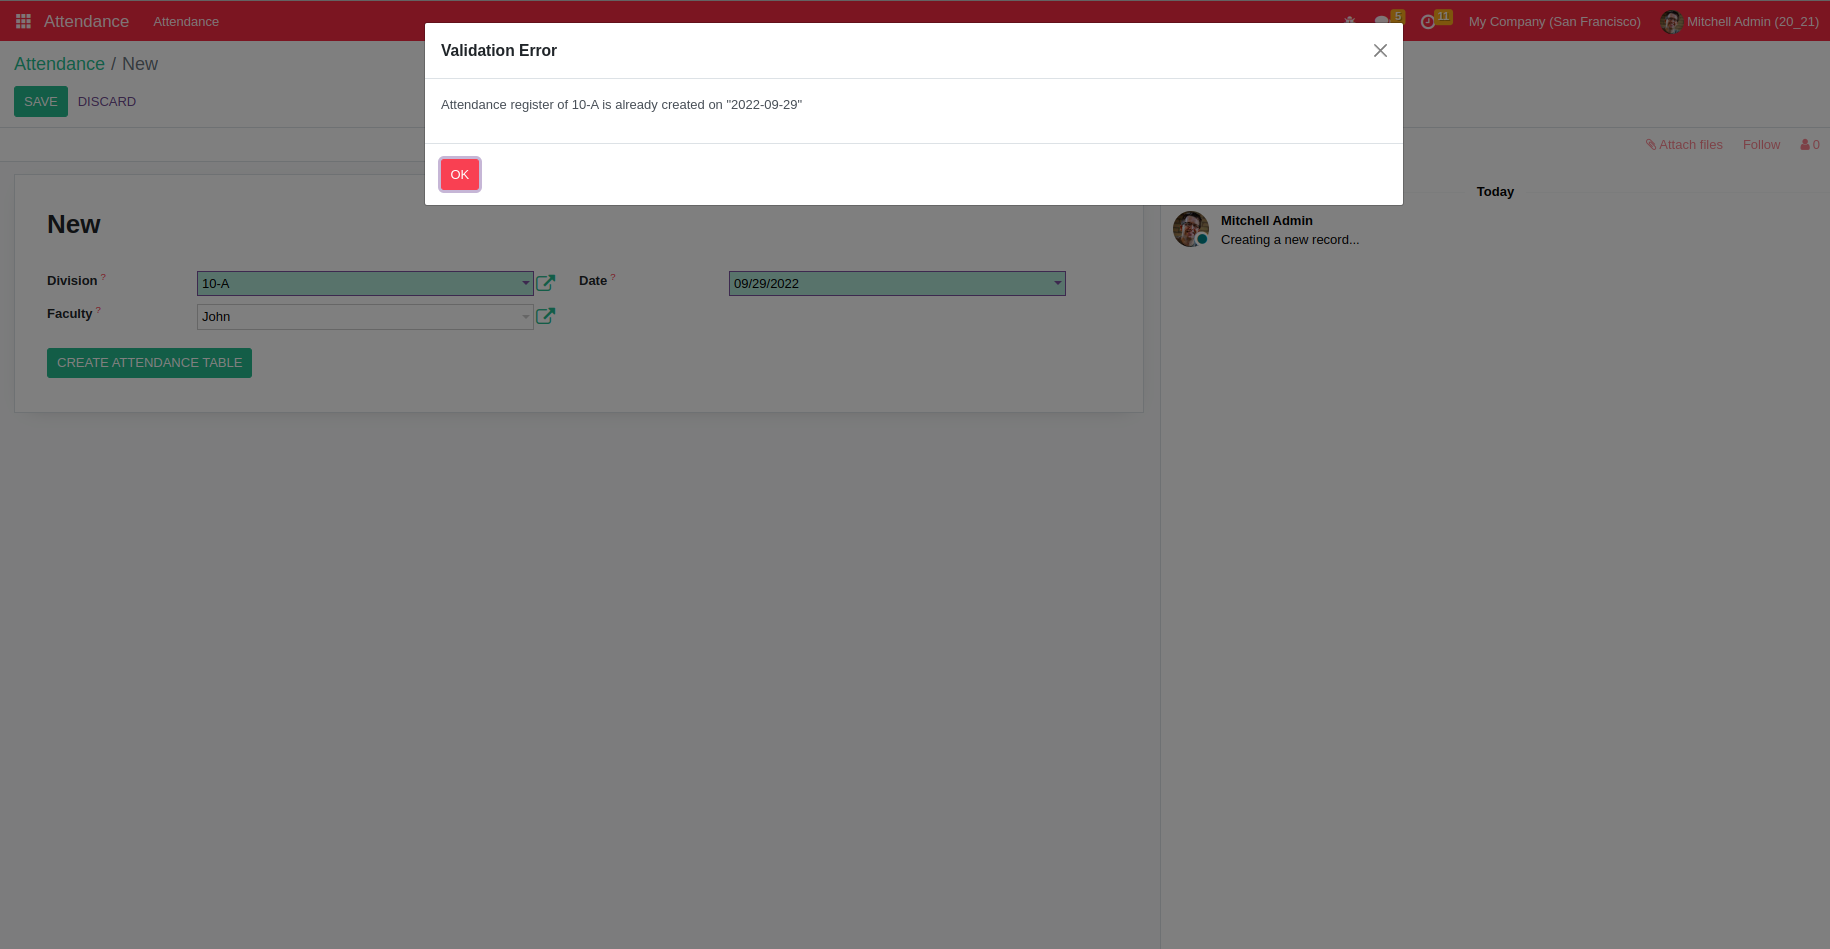 Attendance Attendance 5 11 My Company (San Francisco) Mitchell Admin (20_21)
Validation Error
Attendance / New
SAVE DISCARD
Attendance register of 10-A is already created on "2022-09-29"
OK
Attach files Follow 0
Today
Mitchell Admin
Creating a new record...
New
Division ? 10-A Date ? 09/29/2022
Faculty ? John
CREATE ATTENDANCE TABLE